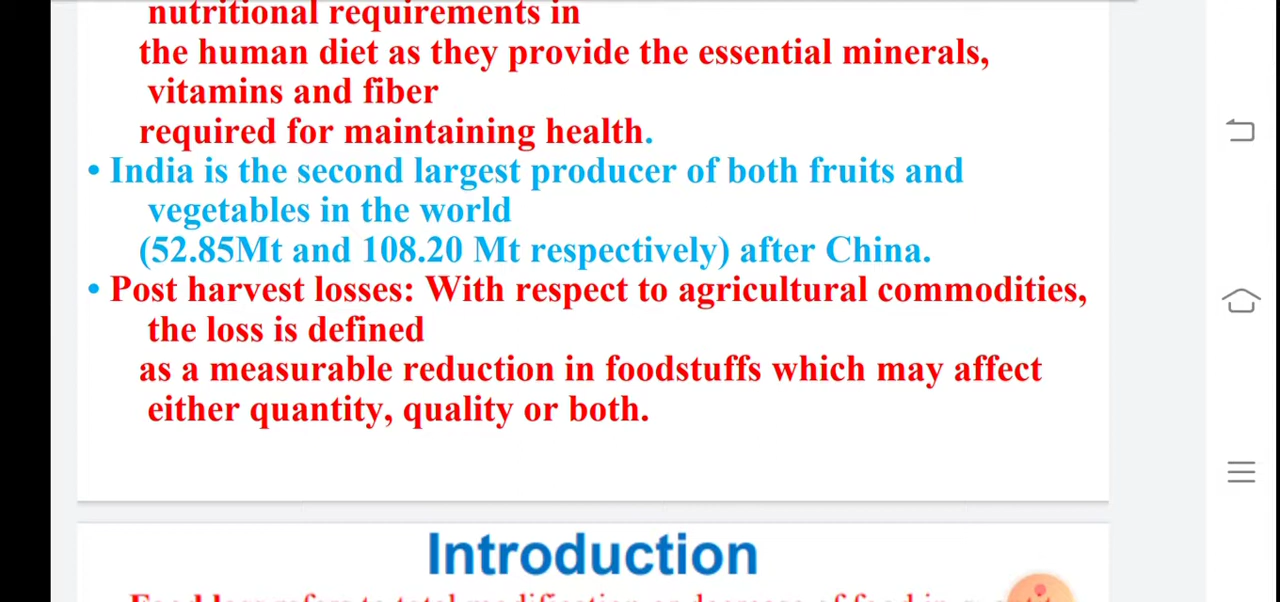 nutritional requirements in
the human diet as they provide the essential minerals,
vitamins and fiber
required for maintaining health.
• India is the second largest producer of both fruits and
vegetables in the world
(52.85Mt and 108.20 Mt respectively) after China.
• Post harvest losses: With respect to agricultural commodities,
the loss is defined
as a measurable reduction in foodstuffs which may affect
either quantity, quality or both.
Introduction